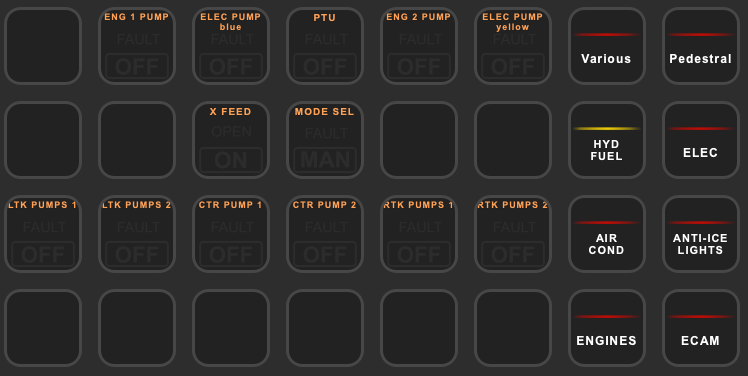 ENG 1 PUMP
FAULT
OFF
ELEC PUMP
blue
FAULT
OFF
PTU
FAULT
OFF
ENG 2 PUMP
FAULT
OFF
ELEC PUMP
yellow
FAULT
OFF
Various
Pedestral
X FEED
OPEN
ON
MODE SEL
FAULT
MAN
HYD
FUEL
ELEC
LTK PUMPS 1
FAULT
OFF
LTK PUMPS 2
FAULT
OFF
CTR PUMP 1
FAULT
OFF
CTR PUMP 2
FAULT
OFF
RTK PUMPS 1
FAULT
OFF
RTK PUMPS 2
FAULT
OFF
AIR
COND
ANTI-ICE
LIGHTS
ENGINES
ECAM